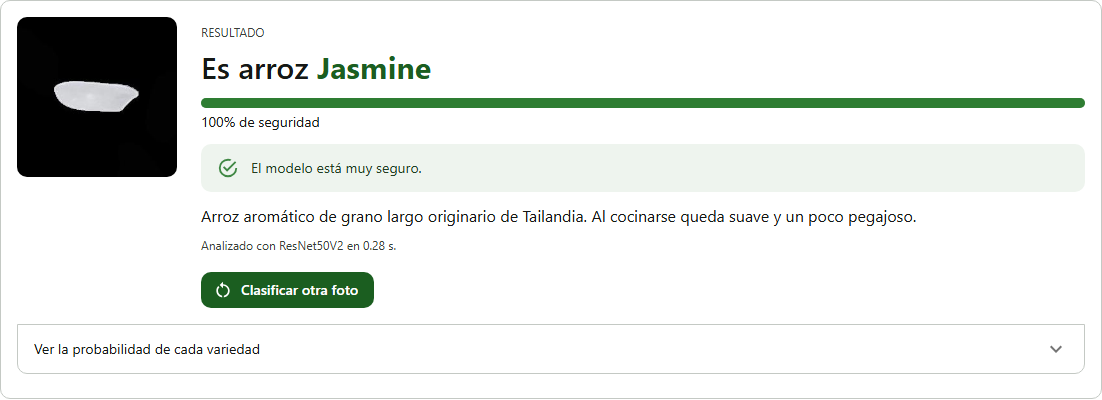 RESULTADO
Es arroz Jasmine
100% de seguridad
El modelo está muy seguro.
Arroz aromático de grano largo originario de Tailandia. Al cocinarse queda suave y un poco pegajoso.
Analizado con ResNet50V2 en 0.28 s.
Clasificar otra foto
Ver la probabilidad de cada variedad